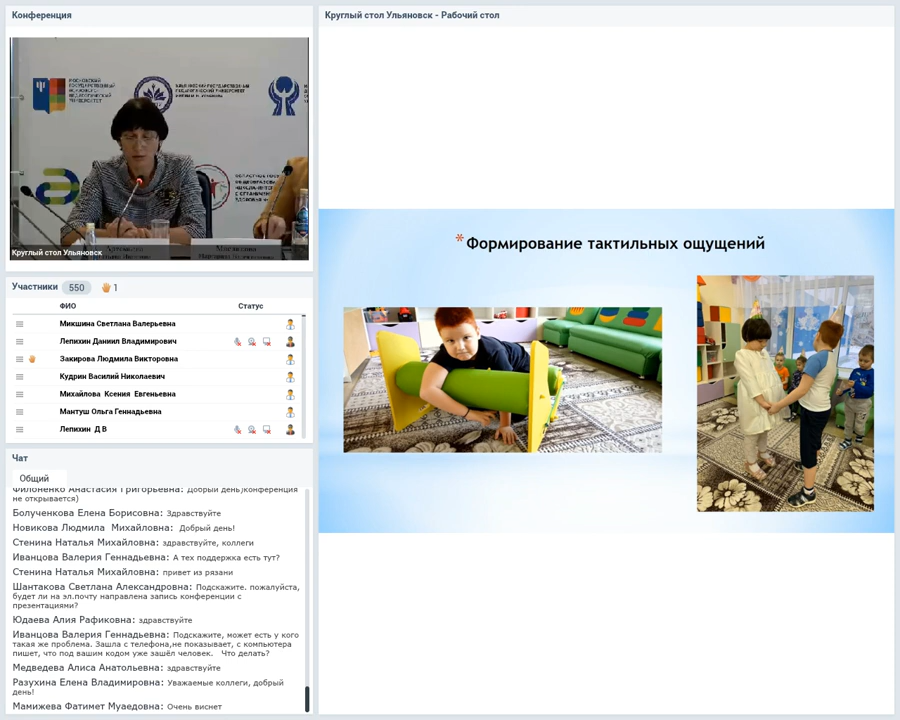 Конференция
МОСКОВСКИЙ
ГОСУДАРСТВЕННЫЙ
УНИВЕРСИТЕТ
Круглый стол Ульяновск
Участники 550 1
ФИО Статус
Микшина Светлана Валерьевна
Лепихин Даниил Владимирович
Закирова Людмила Викторовна
Кудрин Василий Николаевич
Михайлова Ксения Евгеньевна
Мантуш Ольга Геннадьевна
Лепихин Д В
Чат
Общий
Филоненко Анастасия Григорьевна: Добрый день)конференция
не открывается)
Болученкова Елена Борисовна: Здравствуйте
Новикова Людмила Михайловна: Добрый день!
Стенина Наталья Михайловна: здравствуйте, коллеги
Иванцова Валерия Геннадьевна: А тех поддержка есть тут?
Стенина Наталья Михайловна: привет из рязани
Шантакова Светлана Александровна: Подскажите. пожалуйста,
будет ли на эл.почту направлена запись конференции с
презентациями?
Юдаева Алия Рафиковна: здравствуйте
Иванцова Валерия Геннадьевна: Подскажите, может есть у кого
такая же проблема. Зашла с телефона,не показывает, с компьютера
пишет, что под вашим кодом уже зашёл человек. Что делать?
Медведева Алиса Анатольевна: здравствуйте
Разухина Елена Владимировна: Уважаемые коллеги, добрый
день!
Мамижева Фатимет Муаедовна: Очень виснет
Круглый стол Ульяновск - Рабочий стол
*Формирование тактильных ощущений